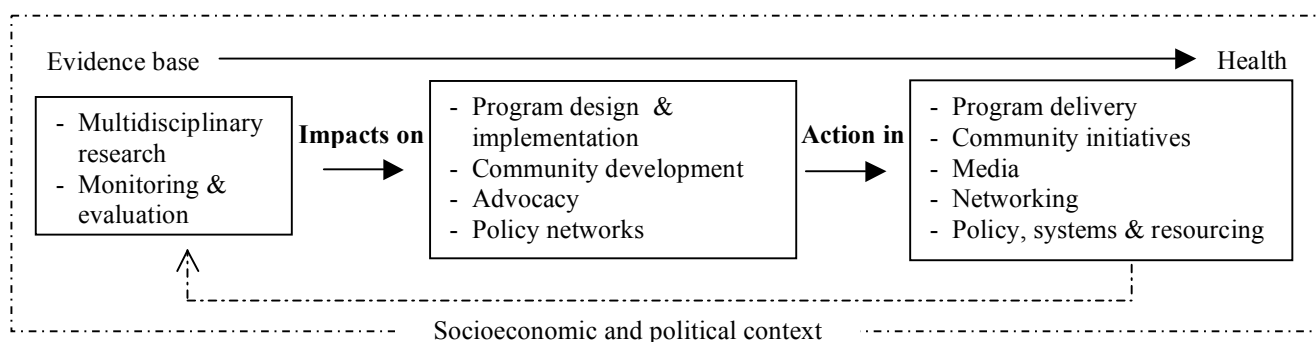 Evidence base
Health
- Multidisciplinary
research
- Monitoring &
evaluation
Impacts on
- Program design &
implementation
- Community development
- Advocacy
- Policy networks
Action in
- Program delivery
- Community initiatives
- Media
- Networking
- Policy, systems & resourcing
Socioeconomic and political context